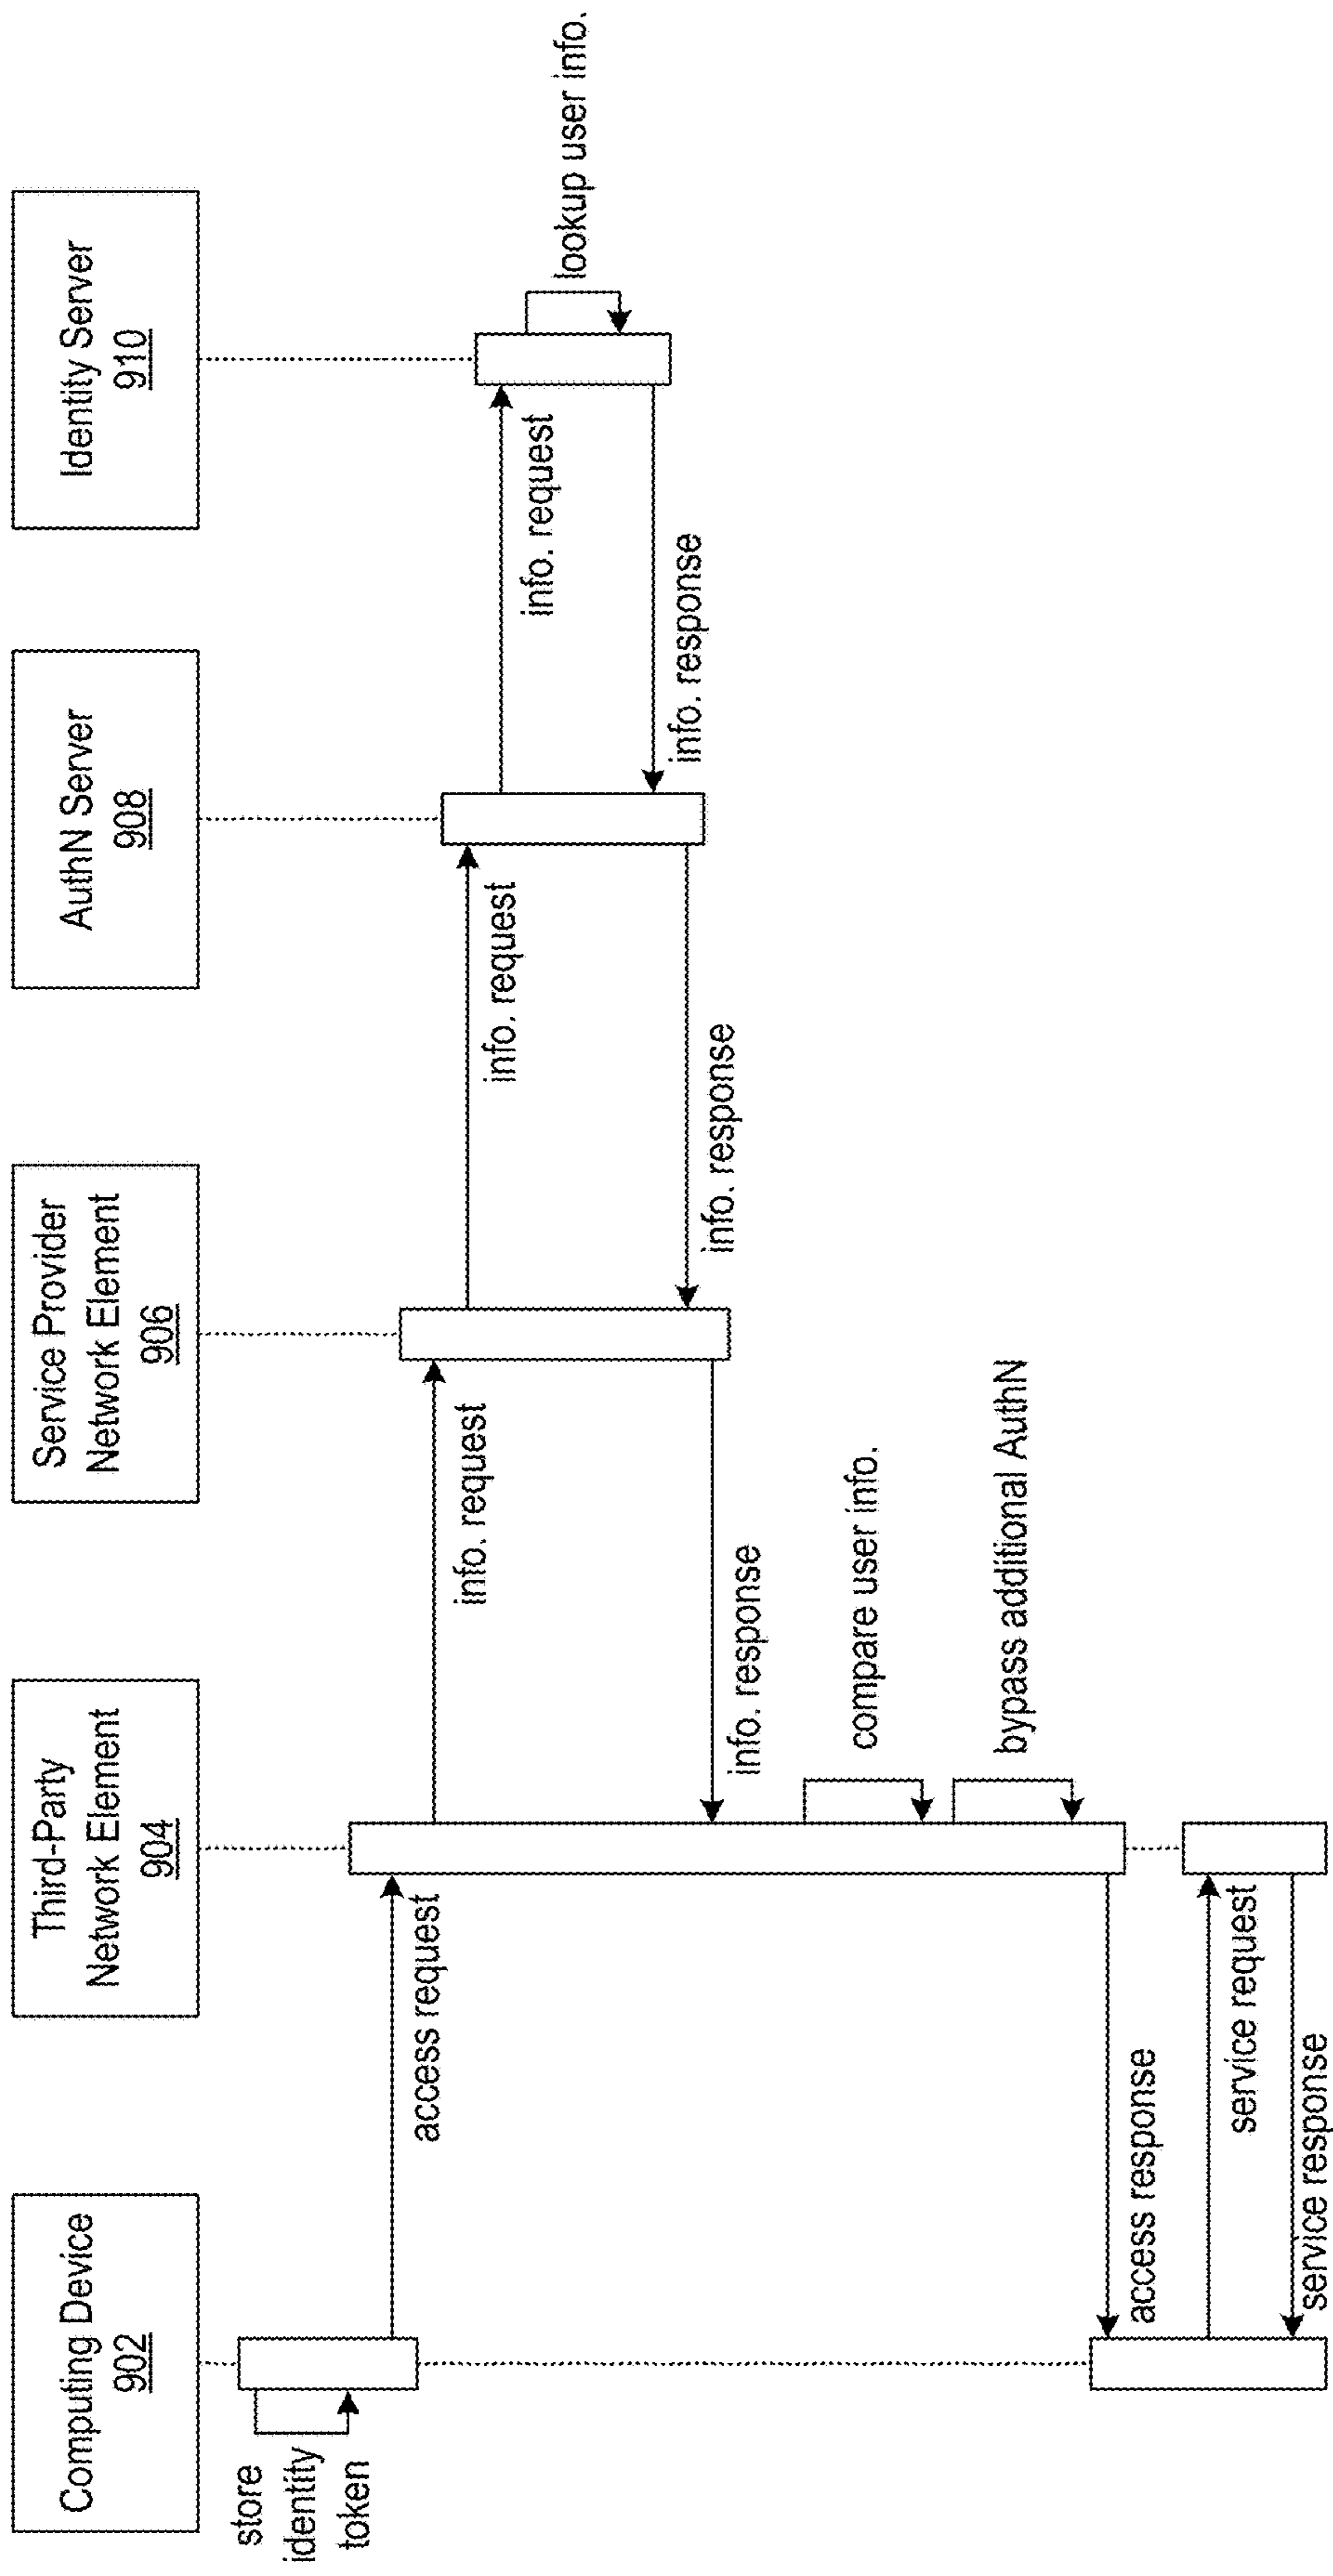 Computing Device
902
Third-Party
Network Element
904
Service Provider
Network Element
906
AuthN Server
908
Identity Server
910
store
identity
token
access request
info. request
info. request
info. request
lookup user info.
info. response
info. response
info. response
compare user info.
bypass additional AuthN
access response
service request
service response